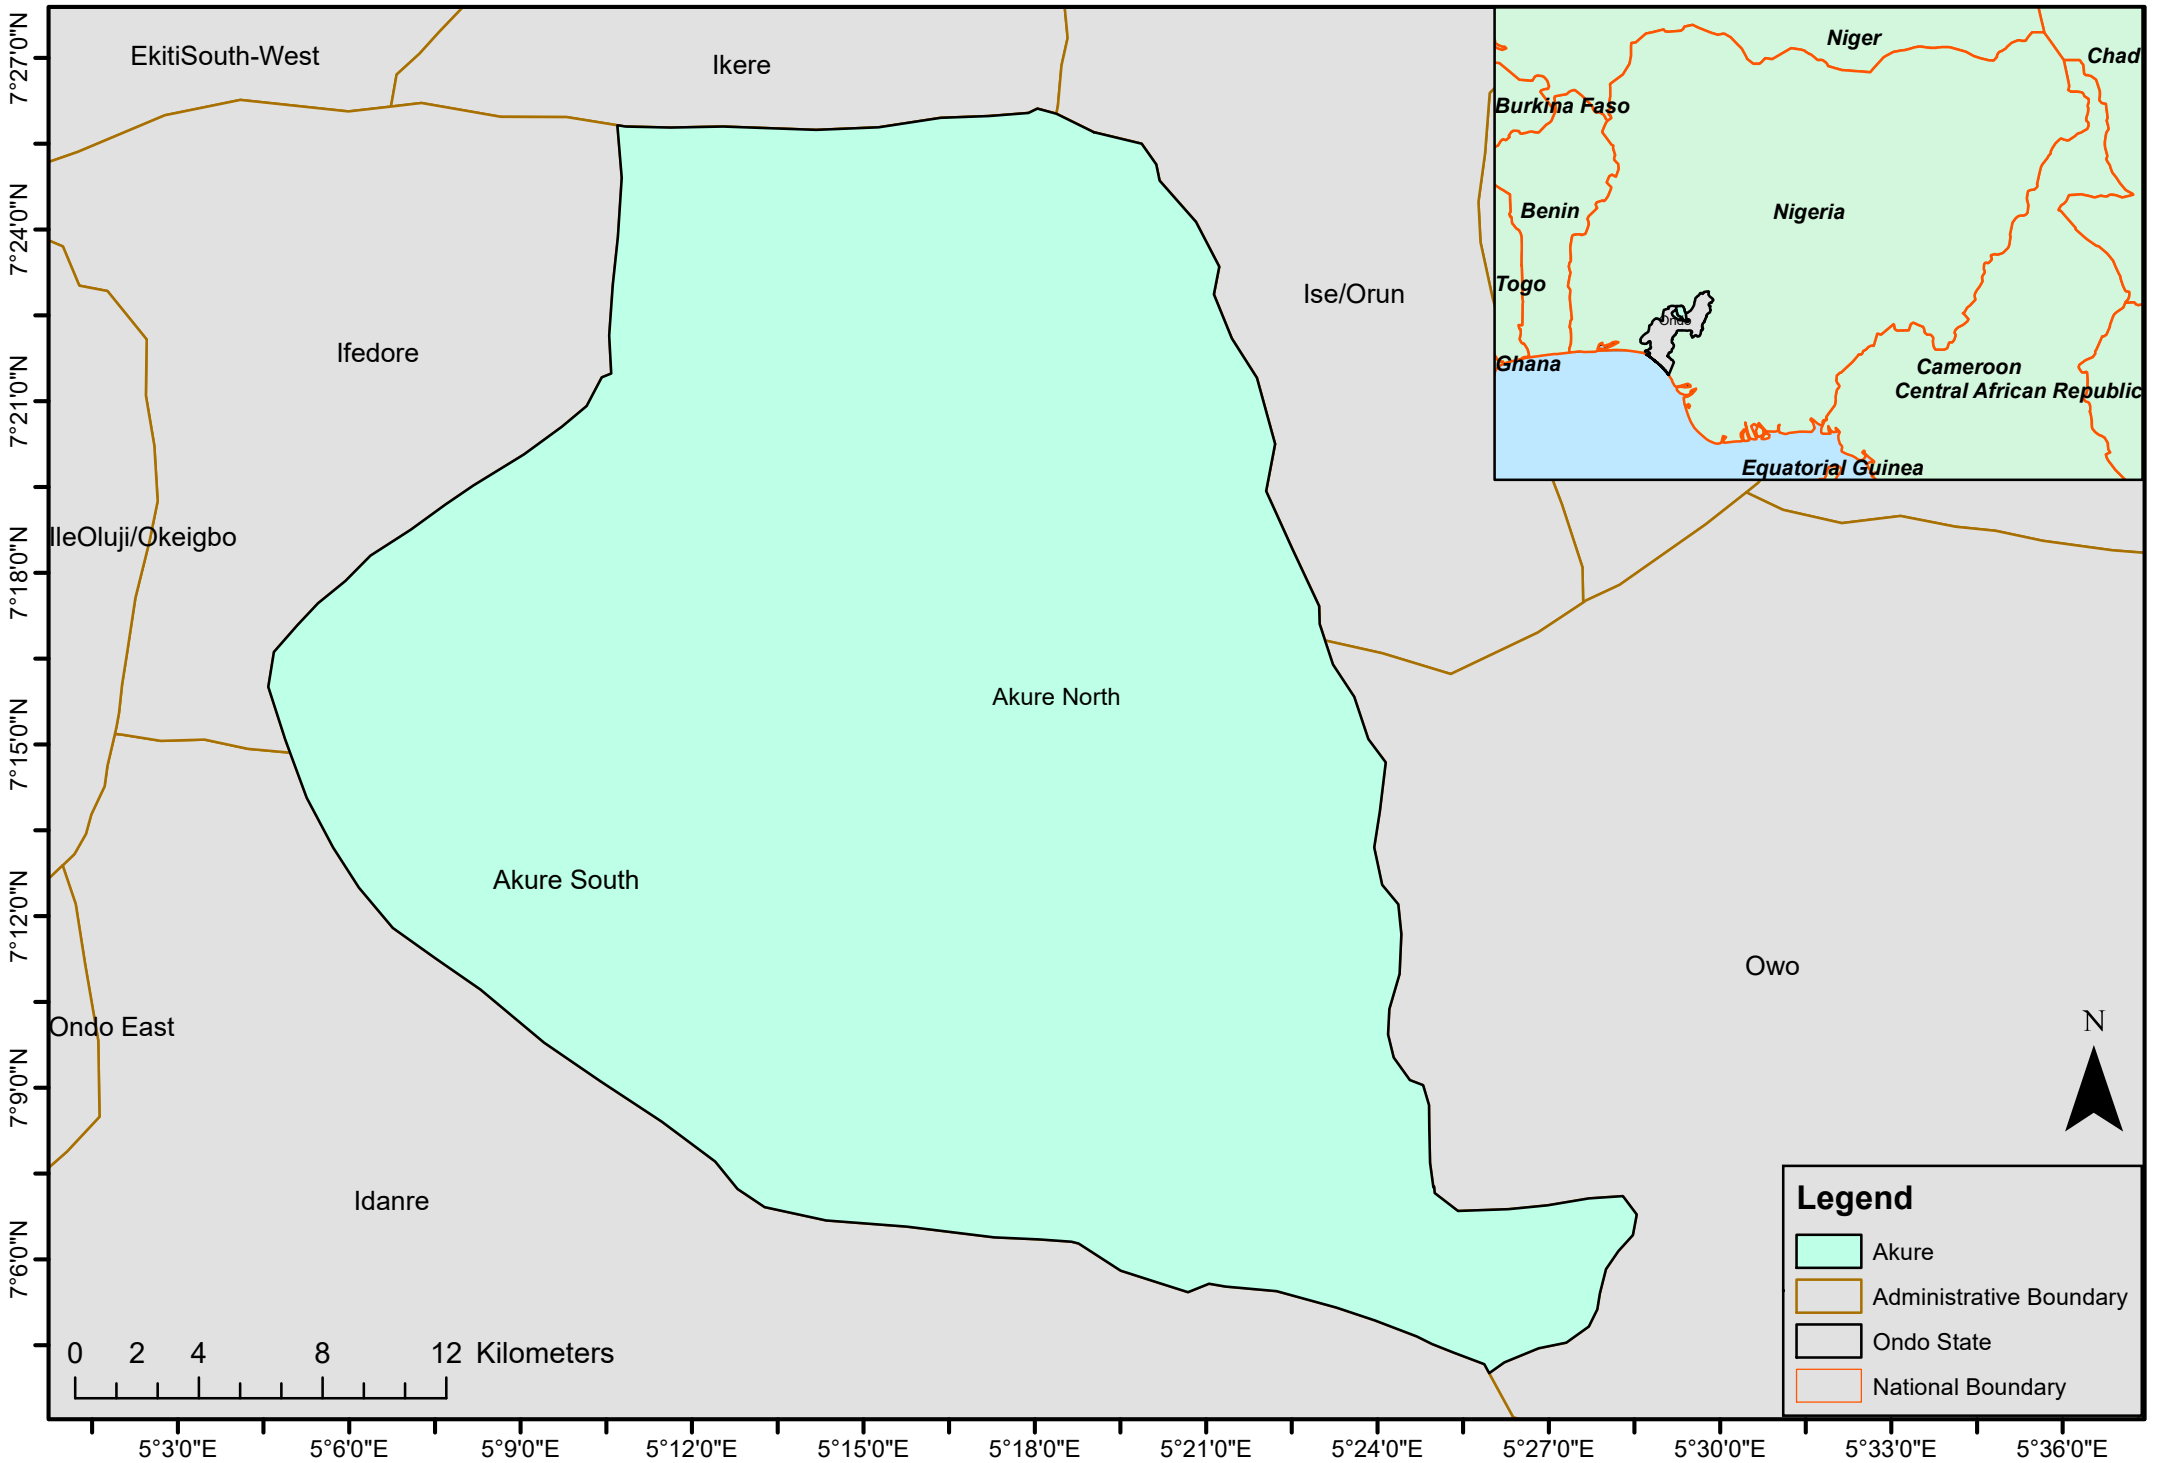 EkitiSouth-West
Ikere
Ise/Orun
Ifedore
IleOluji/Okeigbo
Akure North
Akure South
Owo
Ondo East
Idanre
Niger
Chad
Burkina Faso
Benin
Nigeria
Togo
Ondo
Ghana
Cameroon
Central African Republic
Equatorial Guinea
N
Legend
Akure
Administrative Boundary
Ondo State
National Boundary
0 2 4 8 12 Kilometers
7°27'0"N
7°24'0"N
7°21'0"N
7°18'0"N
7°15'0"N
7°12'0"N
7°9'0"N
7°6'0"N
5°3'0"E 5°6'0"E 5°9'0"E 5°12'0"E 5°15'0"E 5°18'0"E 5°21'0"E 5°24'0"E 5°27'0"E 5°30'0"E 5°33'0"E 5°36'0"E